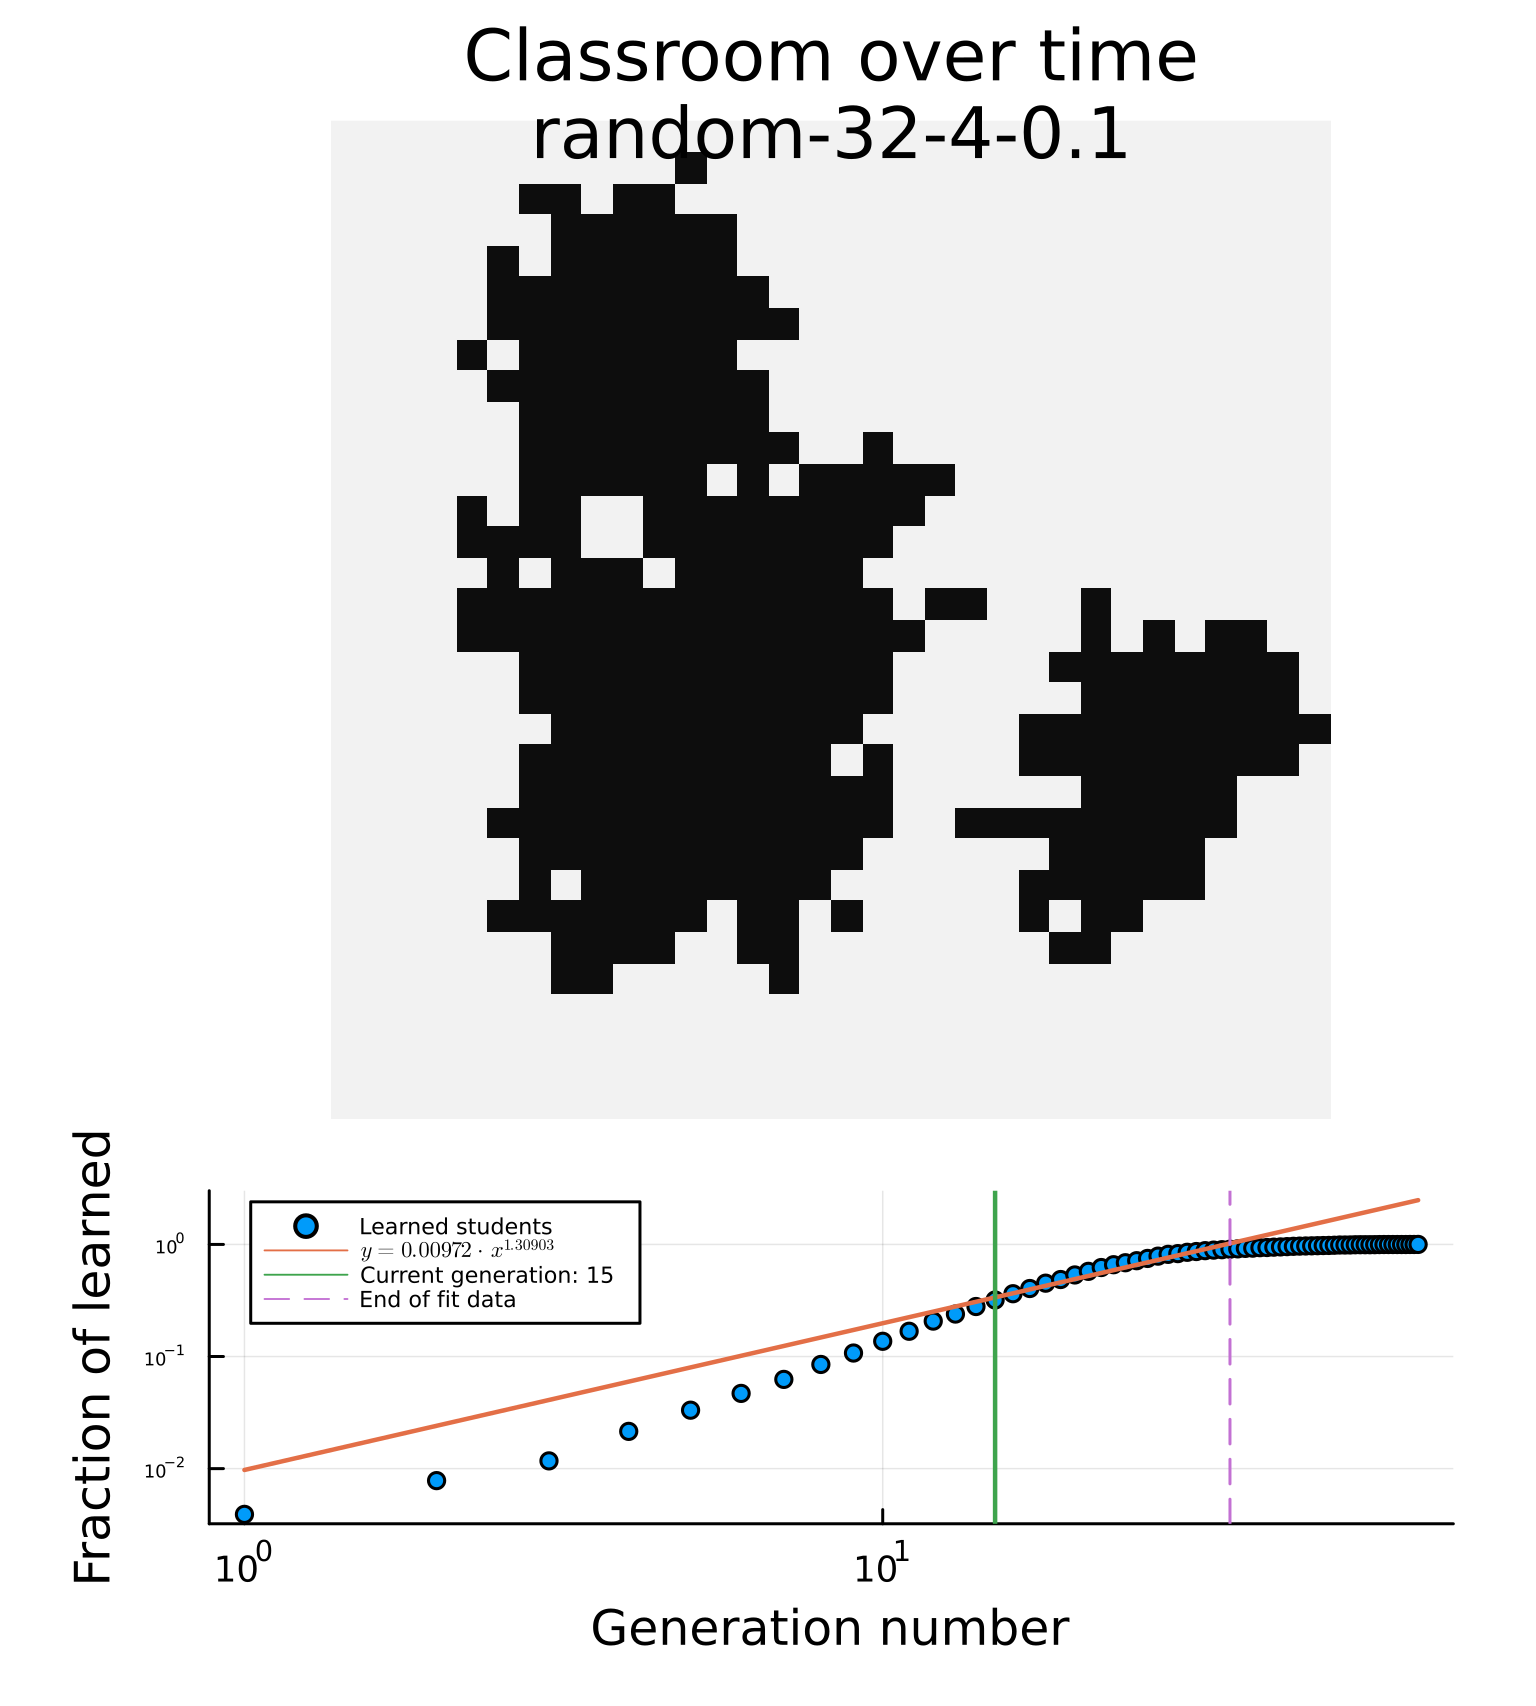 Classroom over time
random-32-4-0.1
Fraction of learned
Learned students
y = 0.00972 · x^1.30903
Current generation: 15
End of fit data
10^0
10^-1
10^-2
10^0
10^1
Generation number